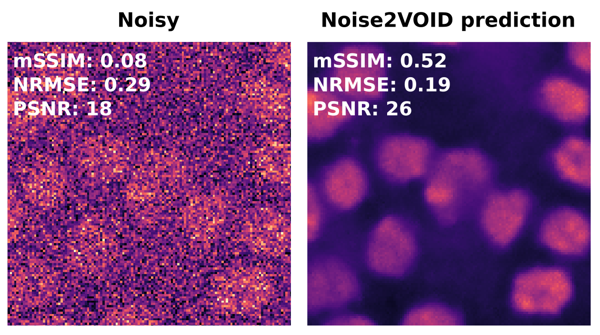 Noisy
mSSIM: 0.08
NRMSE: 0.29
PSNR: 18
Noise2VOID prediction
mSSIM: 0.52
NRMSE: 0.19
PSNR: 26